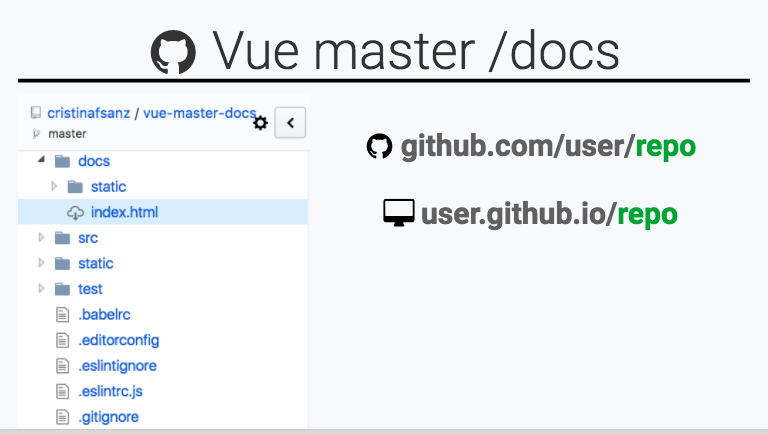 Vue master /docs
cristinafsanz / vue-master-docs
master
docs
static
index.html
src
static
test
.babelrc
.editorconfig
.eslintignore
.eslintrc.js
.gitignore
github.com/user/repo
user.github.io/repo